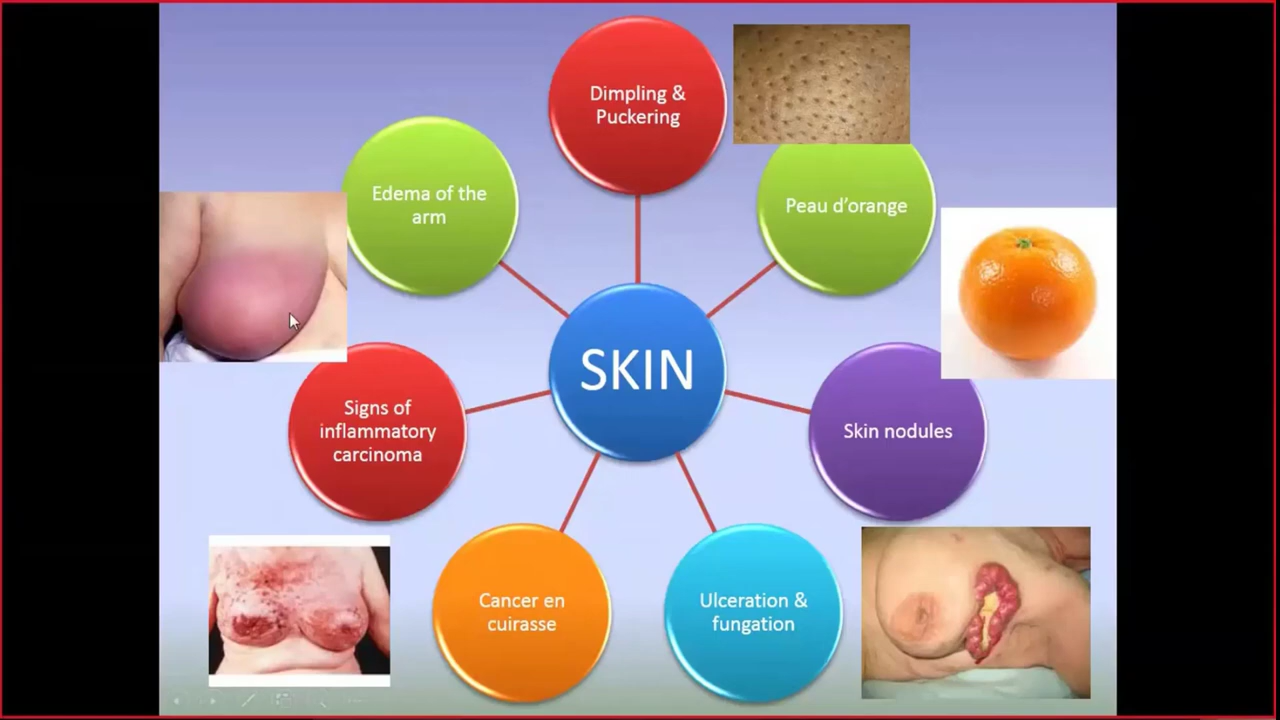 Dimpling &
Puckering
Edema of the
arm
Peau d’orange
SKIN
Signs of
inflammatory
carcinoma
Skin nodules
Cancer en
cuirasse
Ulceration &
fungation